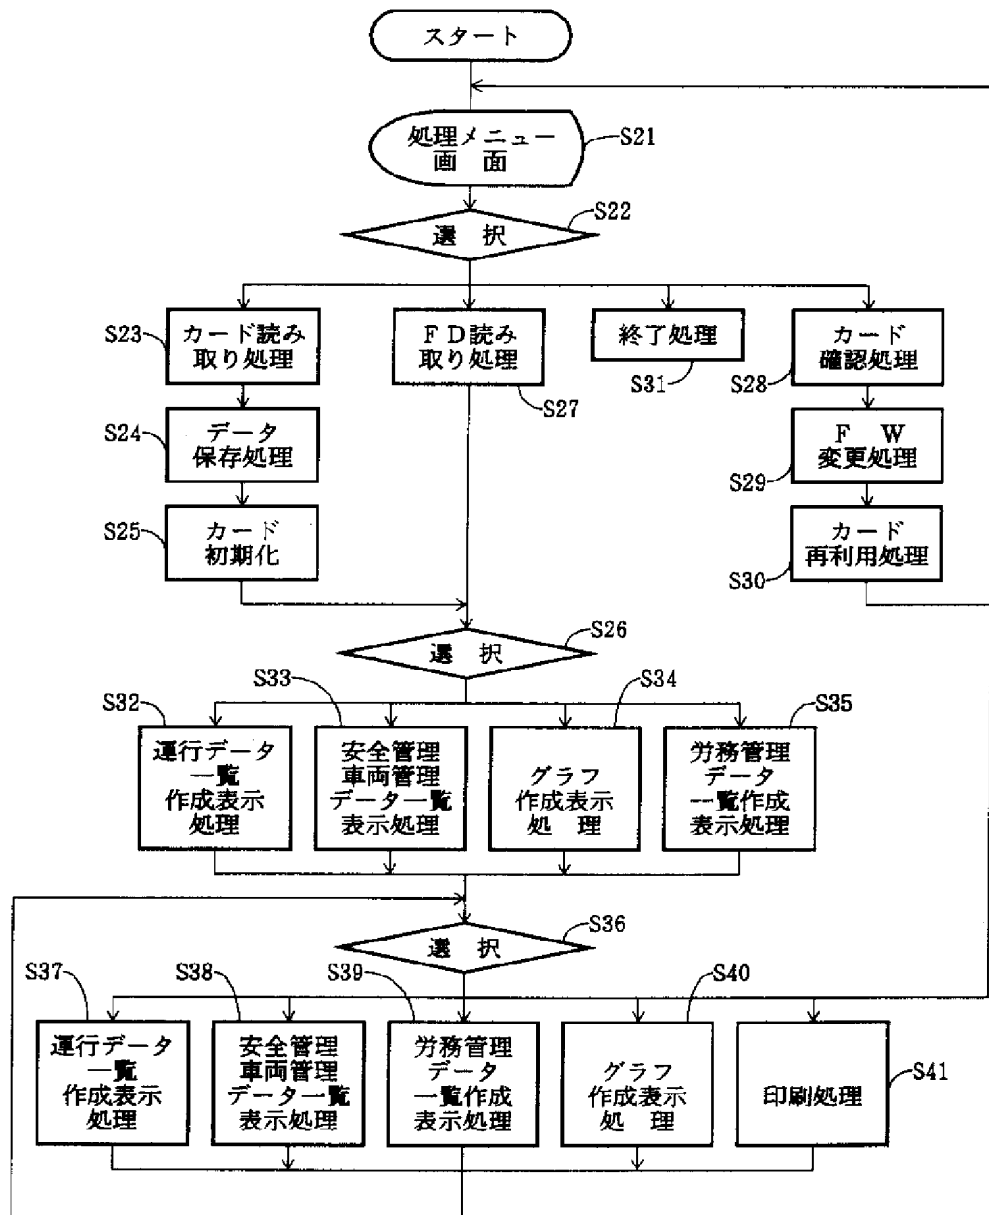 スタート
処理メニュー
画 面
S21
選 択
S22
カード読み
取り処理
S23
FD読み
取り処理
S27
終了処理
S31
カード
確認処理
S28
データ
保存処理
S24
F W
変更処理
S29
カード
初期化
S25
カード
再利用処理
S30
選 択
S26
S32
運行データ
一覧
作成表示
処理
S33
安全管理
車両管理
データ一覧
表示処理
S34
グラフ
作成表示
処 理
S35
労務管理
データ
一覧作成
表示処理
選 択
S36
S37
運行データ
一覧
作成表示
処理
S38
安全管理
車両管理
データ一覧
表示処理
S39
労務管理
データ
一覧作成
表示処理
S40
グラフ
作成表示
処 理
印刷処理
S41